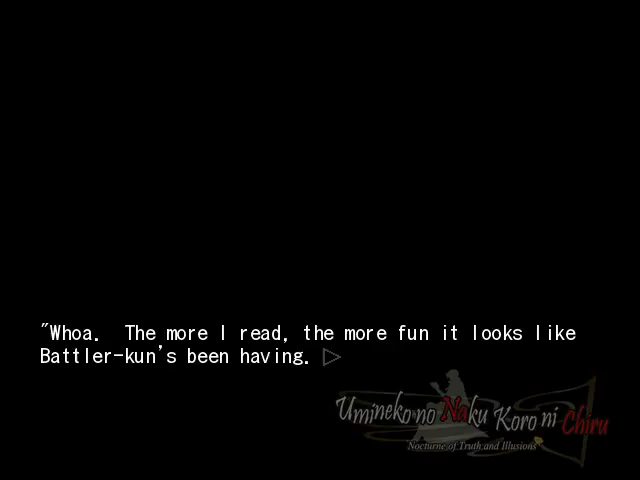 "Whoa.  The more I read, the more fun it looks like
Battler-kun's been having.
Umineko no Naku Koro ni Chiru
Nocturne of Truth and Illusions